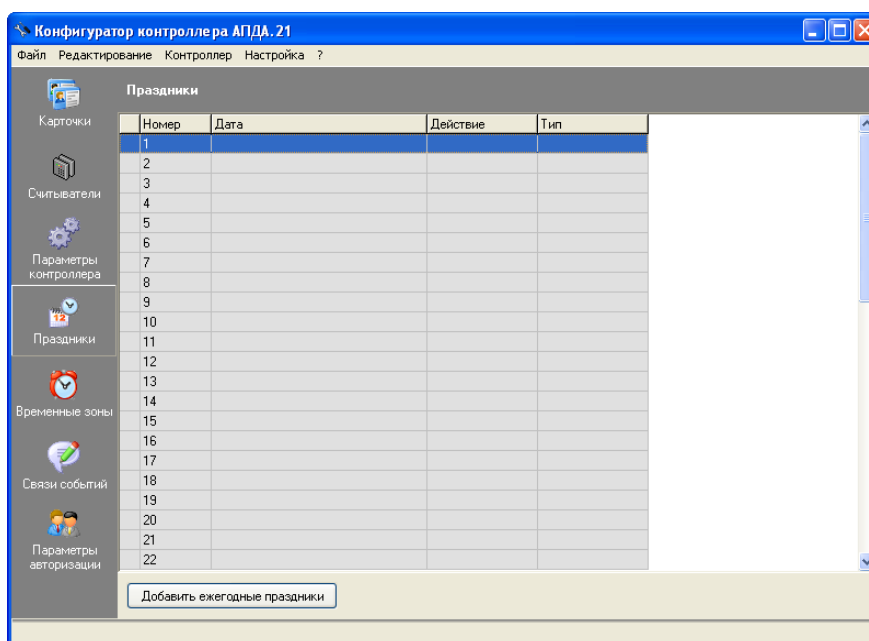 Конфигуратор контроллера АПДА.21
Файл Редактирование Контроллер Настройка ?
Карточки
Считыватели
Параметры
контроллера
12
Праздники
Временные зоны
Связи событий
Параметры
авторизации
Праздники
Номер Дата Действие Тип
1
2
3
4
5
6
7
8
9
10
11
12
13
14
15
16
17
18
19
20
21
22
Добавить ежегодные праздники